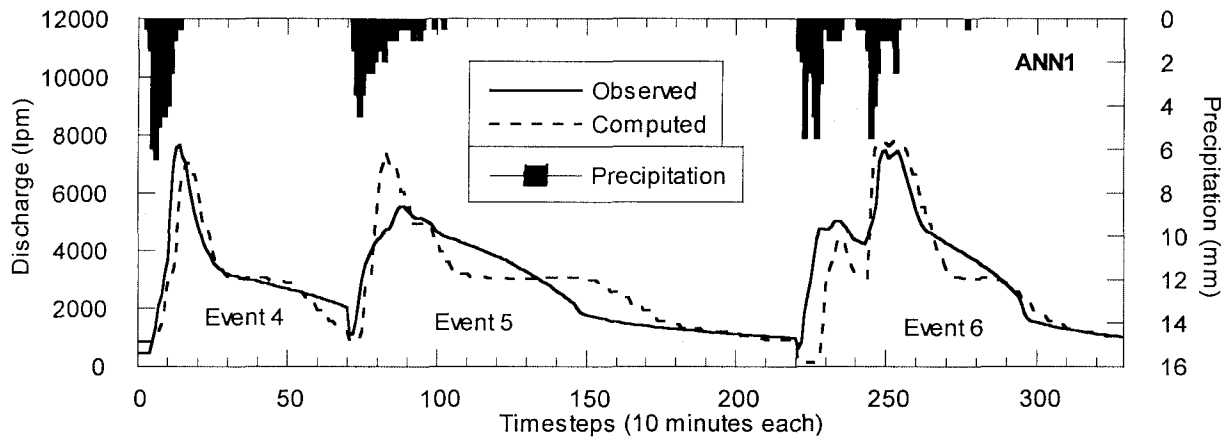 12000
10000
8000
6000
4000
2000
0
Discharge (lpm)
0
2
4
6
8
10
12
14
16
Precipitation (mm)
ANN1
Observed
Computed
Precipitation
Event 4
Event 5
Event 6
0 50 100 150 200 250 300
Timesteps (10 minutes each)